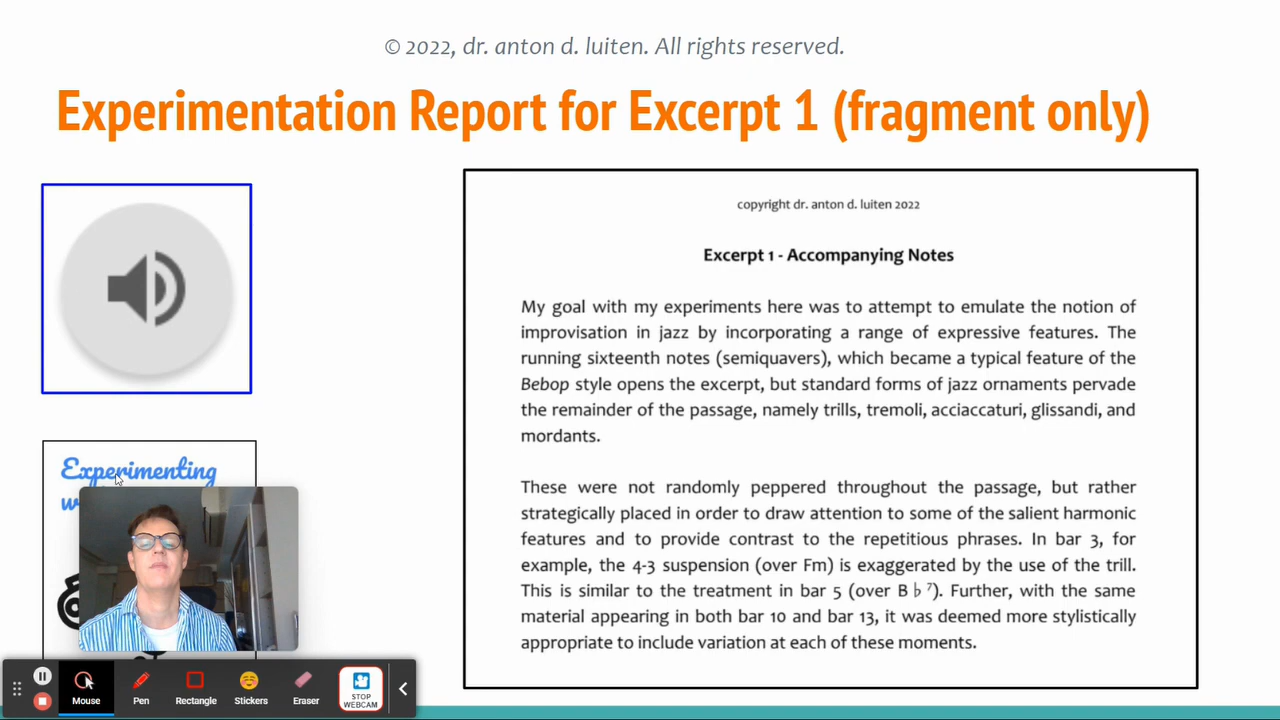 © 2022, dr. anton d. luiten. All rights reserved.
Experimentation Report for Excerpt 1 (fragment only)
copyright dr. anton d. luiten 2022
Excerpt 1 - Accompanying Notes
My goal with my experiments here was to attempt to emulate the notion of
improvisation in jazz by incorporating a range of expressive features. The
running sixteenth notes (semiquavers), which became a typical feature of the
Bebop style opens the excerpt, but standard forms of jazz ornaments pervade
the remainder of the passage, namely trills, tremoli, acciaccaturi, glissandi, and
mordants.
These were not randomly peppered throughout the passage, but rather
strategically placed in order to draw attention to some of the salient harmonic
features and to provide contrast to the repetitious phrases. In bar 3, for
example, the 4-3 suspension (over Fm) is exaggerated by the use of the trill.
This is similar to the treatment in bar 5 (over B♭⁷). Further, with the same
material appearing in both bar 10 and bar 13, it was deemed more stylistically
appropriate to include variation at each of these moments.
Experimenting
Mouse
Pen
Rectangle
Stickers
Eraser
STOP
WEBCAM